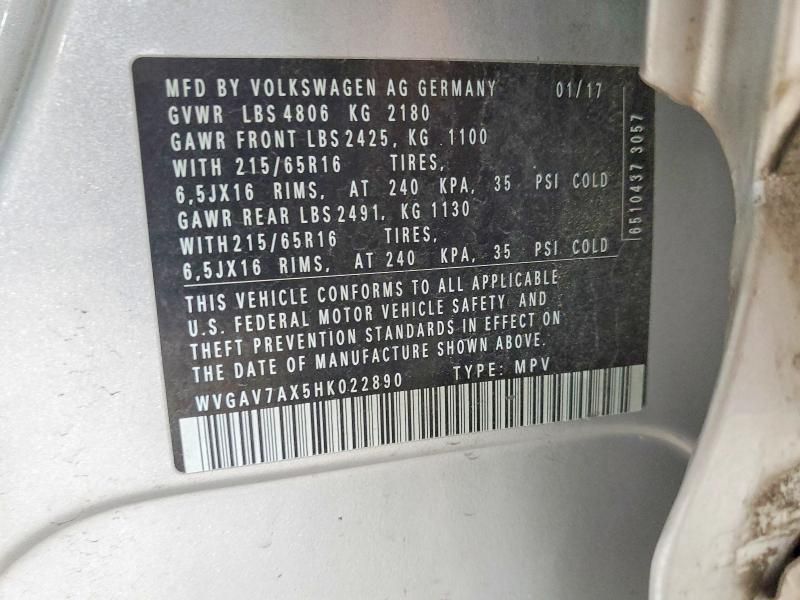 MFD BY VOLKSWAGEN AG GERMANY 01/17
GVWR LBS 4806 KG 2180
GAWR FRONT LBS 2425, KG 1100
WITH 215/65R16 TIRES,
6,5JX16 RIMS, AT 240 KPA, 35 PSI COLD
GAWR REAR LBS 2491, KG 1130
WITH 215/65R16 TIRES,
6,5JX16 RIMS, AT 240 KPA, 35 PSI COLD
THIS VEHICLE CONFORMS TO ALL APPLICABLE
U.S. FEDERAL MOTOR VEHICLE SAFETY AND
THEFT PREVENTION STANDARDS IN EFFECT ON
THE DATE OF MANUFACTURE SHOWN ABOVE.
WVGAV7AX5HK022890 TYPE: MPV
6510437 3057